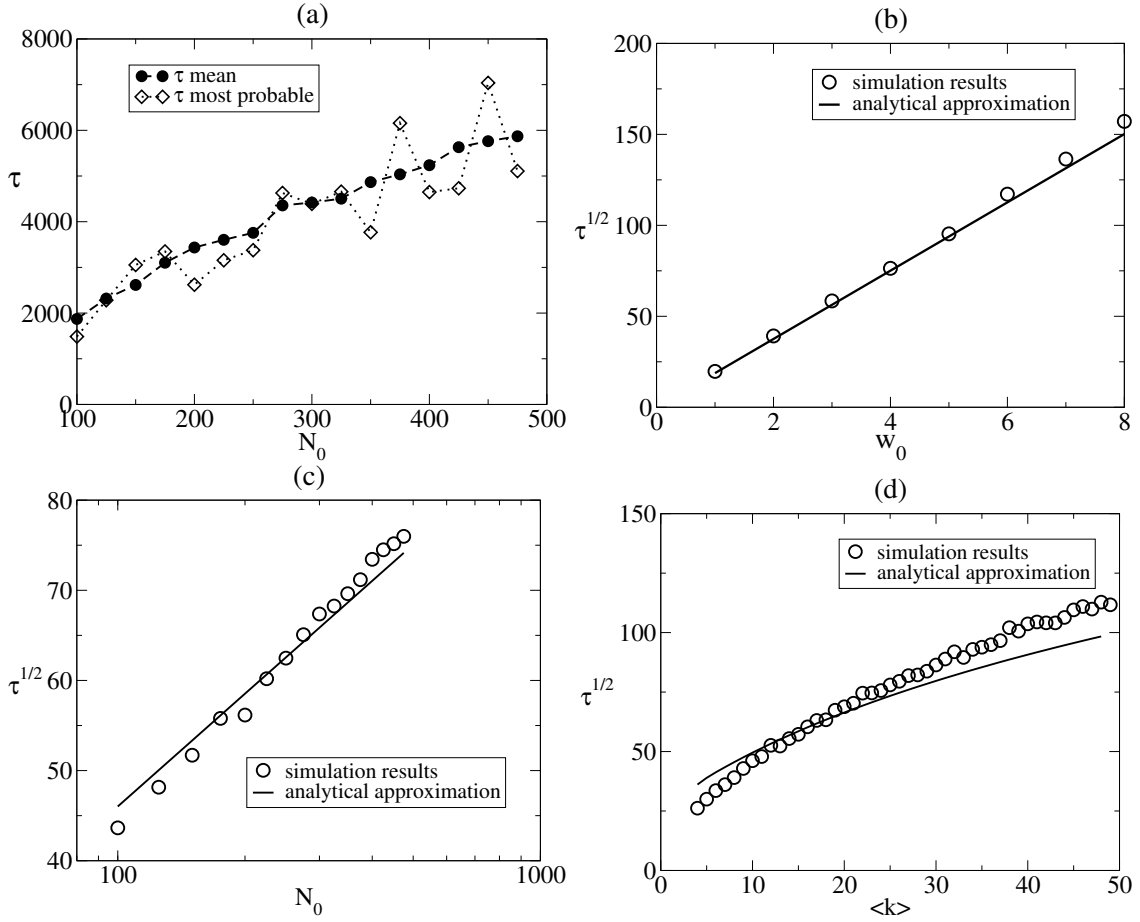 (a)
8000
6000
4000
2000
0
τ
τ mean
τ most probable
100
200
300
400
500
N0
(b)
200
150
100
50
0
τ1/2
simulation results
analytical approximation
0
2
4
6
8
w0
(c)
80
70
60
50
40
τ1/2
simulation results
analytical approximation
100
1000
N0
(d)
150
100
50
0
τ1/2
simulation results
analytical approximation
0
10
20
30
40
50
<k>